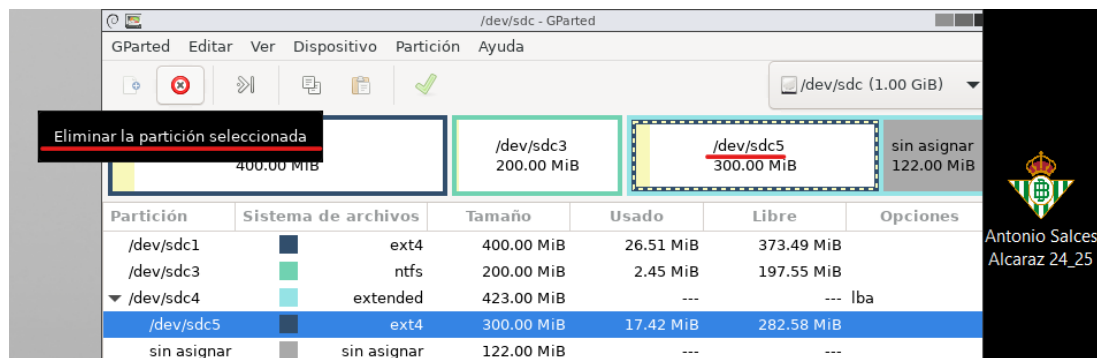 /dev/sdc - GParted
GParted Editar Ver Dispositivo Partición Ayuda
/dev/sdc (1.00 GiB)
Eliminar la partición seleccionada
400.00 MiB
/dev/sdc3
200.00 MiB
/dev/sdc5
300.00 MiB
sin asignar
122.00 MiB
Partición Sistema de archivos Tamaño Usado Libre Opciones
/dev/sdc1 ext4 400.00 MiB 26.51 MiB 373.49 MiB
/dev/sdc3 ntfs 200.00 MiB 2.45 MiB 197.55 MiB
/dev/sdc4 extended 423.00 MiB --- --- lba
/dev/sdc5 ext4 300.00 MiB 17.42 MiB 282.58 MiB
sin asignar sin asignar 122.00 MiB --- ---
Antonio Salces
Alcaraz 24_25